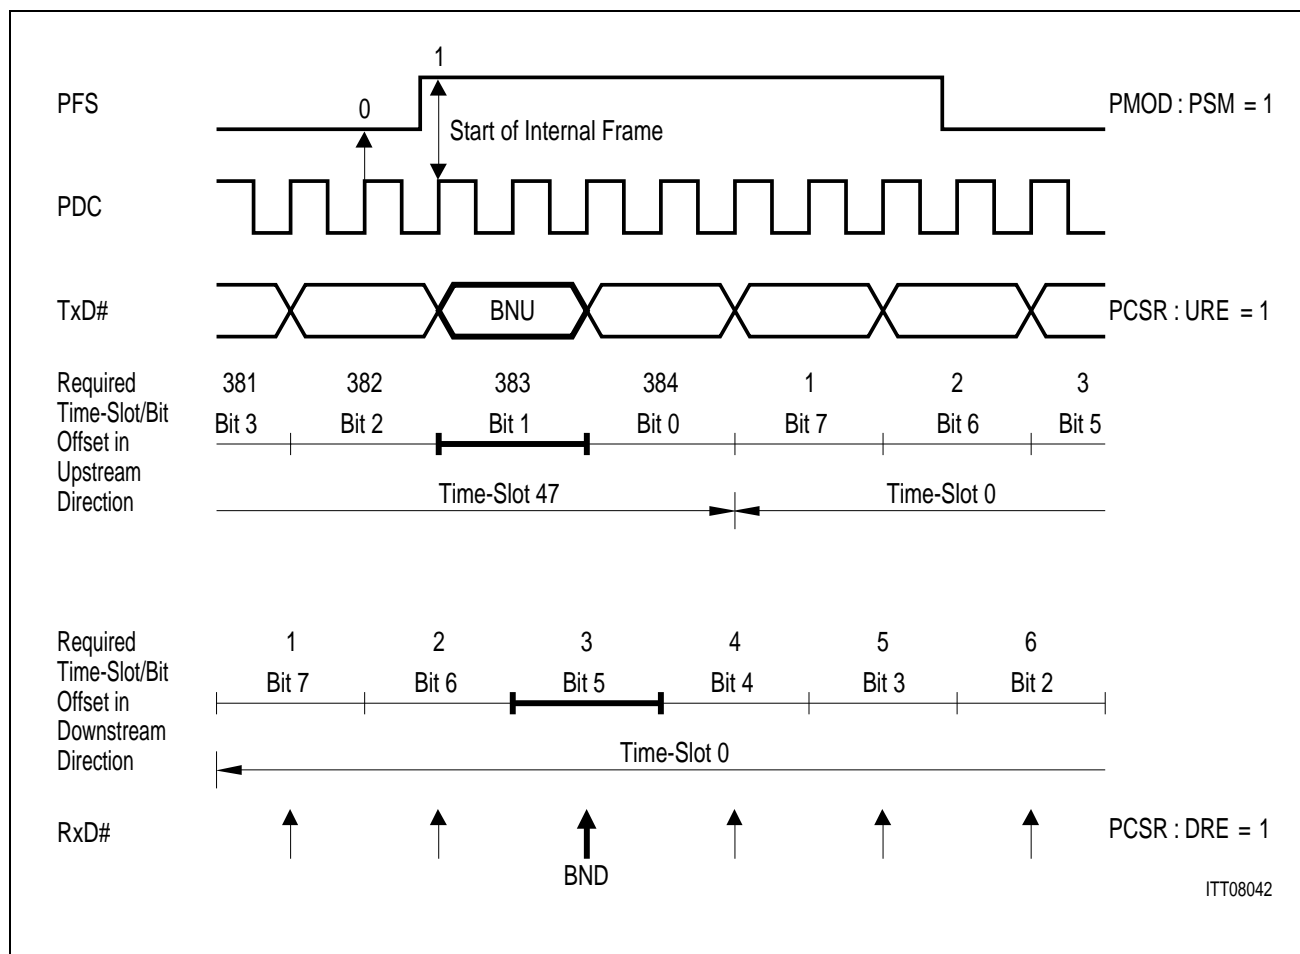 1
PFS
0
PMOD : PSM = 1
Start of Internal Frame
PDC
TxD#
BNU
PCSR : URE = 1
Required
Time-Slot/Bit
Offset in
Upstream
Direction
381 382 383 384 1 2 3
Bit 3 Bit 2 Bit 1 Bit 0 Bit 7 Bit 6 Bit 5
Time-Slot 47 Time-Slot 0
Required
Time-Slot/Bit
Offset in
Downstream
Direction
1 2 3 4 5 6
Bit 7 Bit 6 Bit 5 Bit 4 Bit 3 Bit 2
Time-Slot 0
RxD#
BND
PCSR : DRE = 1
ITT08042